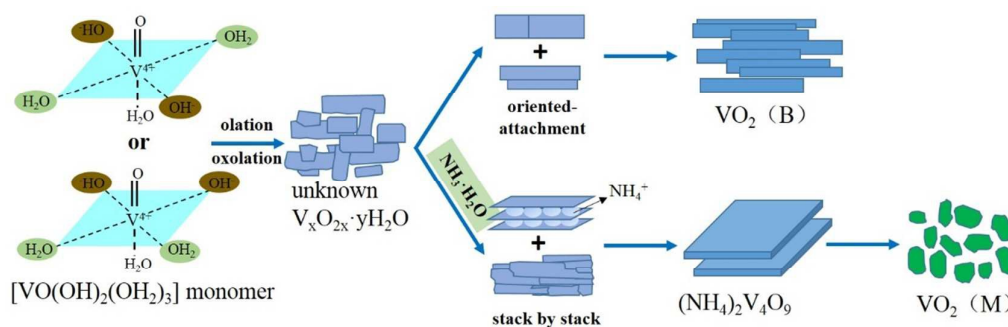 O
·HO
OH₂
V⁴⁺
H₂O
H₂O
OH·
or
O
·HO
OH·
V⁴⁺
H₂O
H₂O
OH₂
[VO(OH)₂(OH₂)₃] monomer
olation
oxolation
unknown
VₓO₂ₓ·yH₂O
+
oriented-
attachment
VO₂（B）
NH₃·H₂O
NH₄⁺
+
stack by stack
(NH₄)₂V₄O₉
VO₂（M）